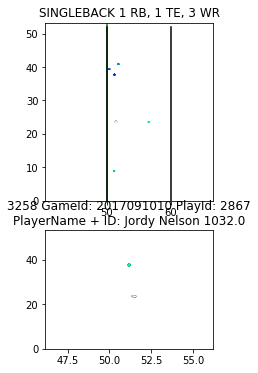 SINGLEBACK 1 RB, 1 TE, 3 WR
50
40
30
20
10
0
50 60
3258 GameId: 2017091010 PlayId: 2867
PlayerName + ID: Jordy Nelson 1032.0
40
20
0
47.5 50.0 52.5 55.0